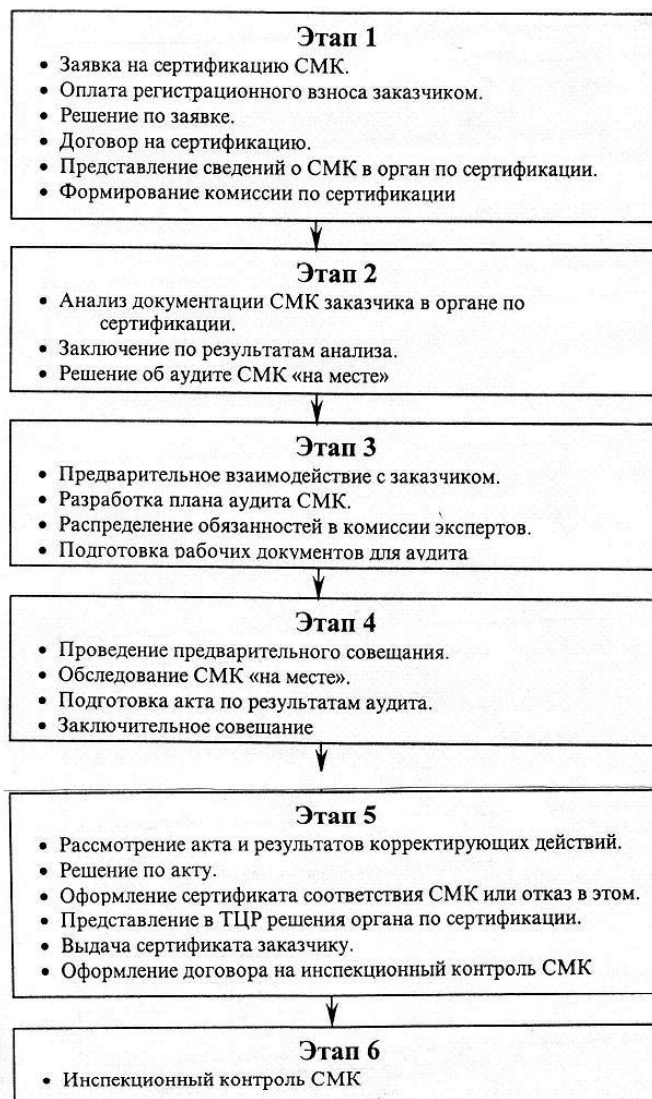 Этап 1
• Заявка на сертификацию СМК.
• Оплата регистрационного взноса заказчиком.
• Решение по заявке.
• Договор на сертификацию.
• Представление сведений о СМК в орган по сертификации.
• Формирование комиссии по сертификации
Этап 2
• Анализ документации СМК заказчика в органе по
сертификации.
• Заключение по результатам анализа.
• Решение об аудите СМК «на месте»
Этап 3
• Предварительное взаимодействие с заказчиком.
• Разработка плана аудита СМК.
• Распределение обязанностей в комиссии экспертов.
• Подготовка рабочих документов для аудита
Этап 4
• Проведение предварительного совещания.
• Обследование СМК «на месте».
• Подготовка акта по результатам аудита.
• Заключительное совещание
Этап 5
• Рассмотрение акта и результатов корректирующих действий.
• Решение по акту.
• Оформление сертификата соответствия СМК или отказ в этом.
• Представление в ТЦР решения органа по сертификации.
• Выдача сертификата заказчику.
• Оформление договора на инспекционный контроль СМК
Этап 6
• Инспекционный контроль СМК